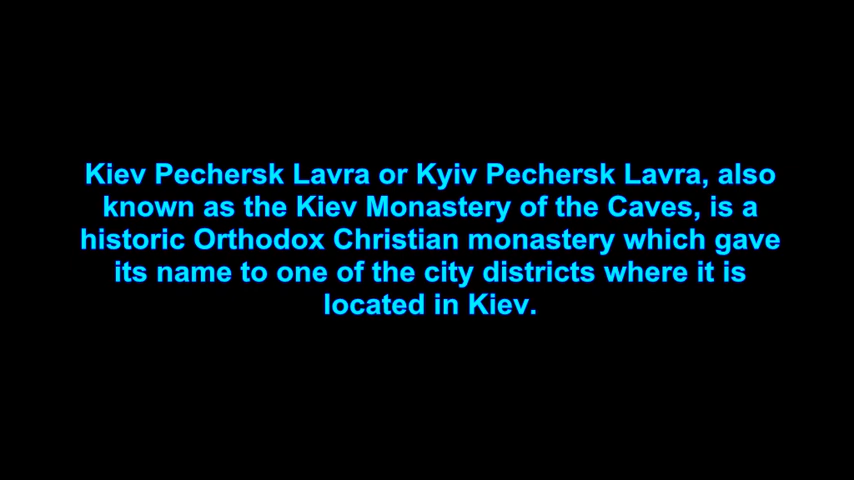 Kiev Pechersk Lavra or Kyiv Pechersk Lavra, also
known as the Kiev Monastery of the Caves, is a
historic Orthodox Christian monastery which gave
its name to one of the city districts where it is
located in Kiev.